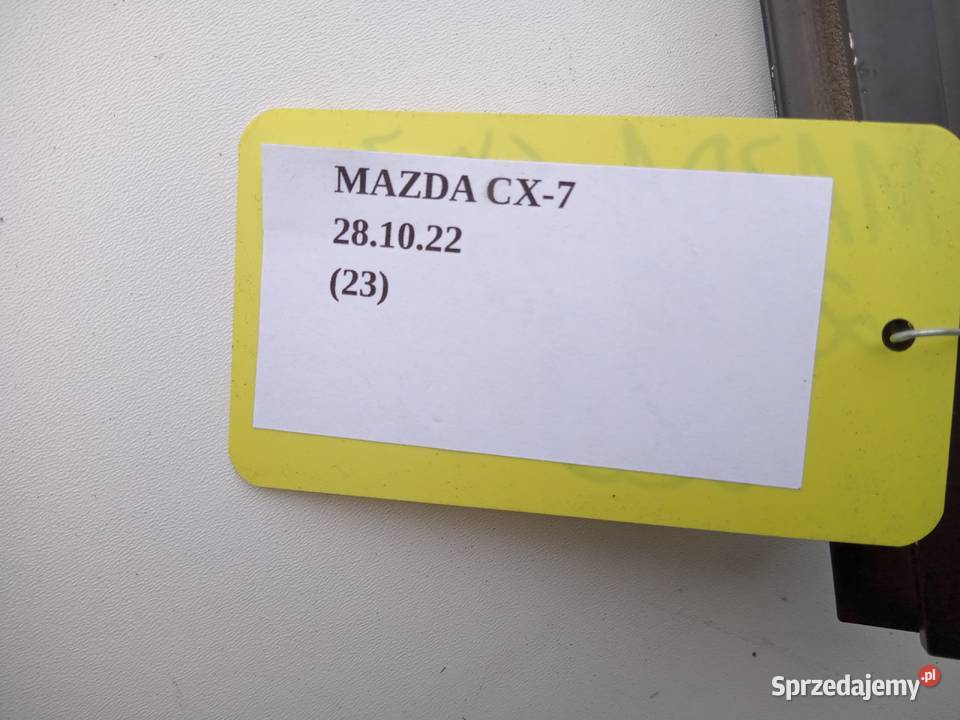 MAZDA CX-7
28.10.22
(23)
Sprzedajemy.pl